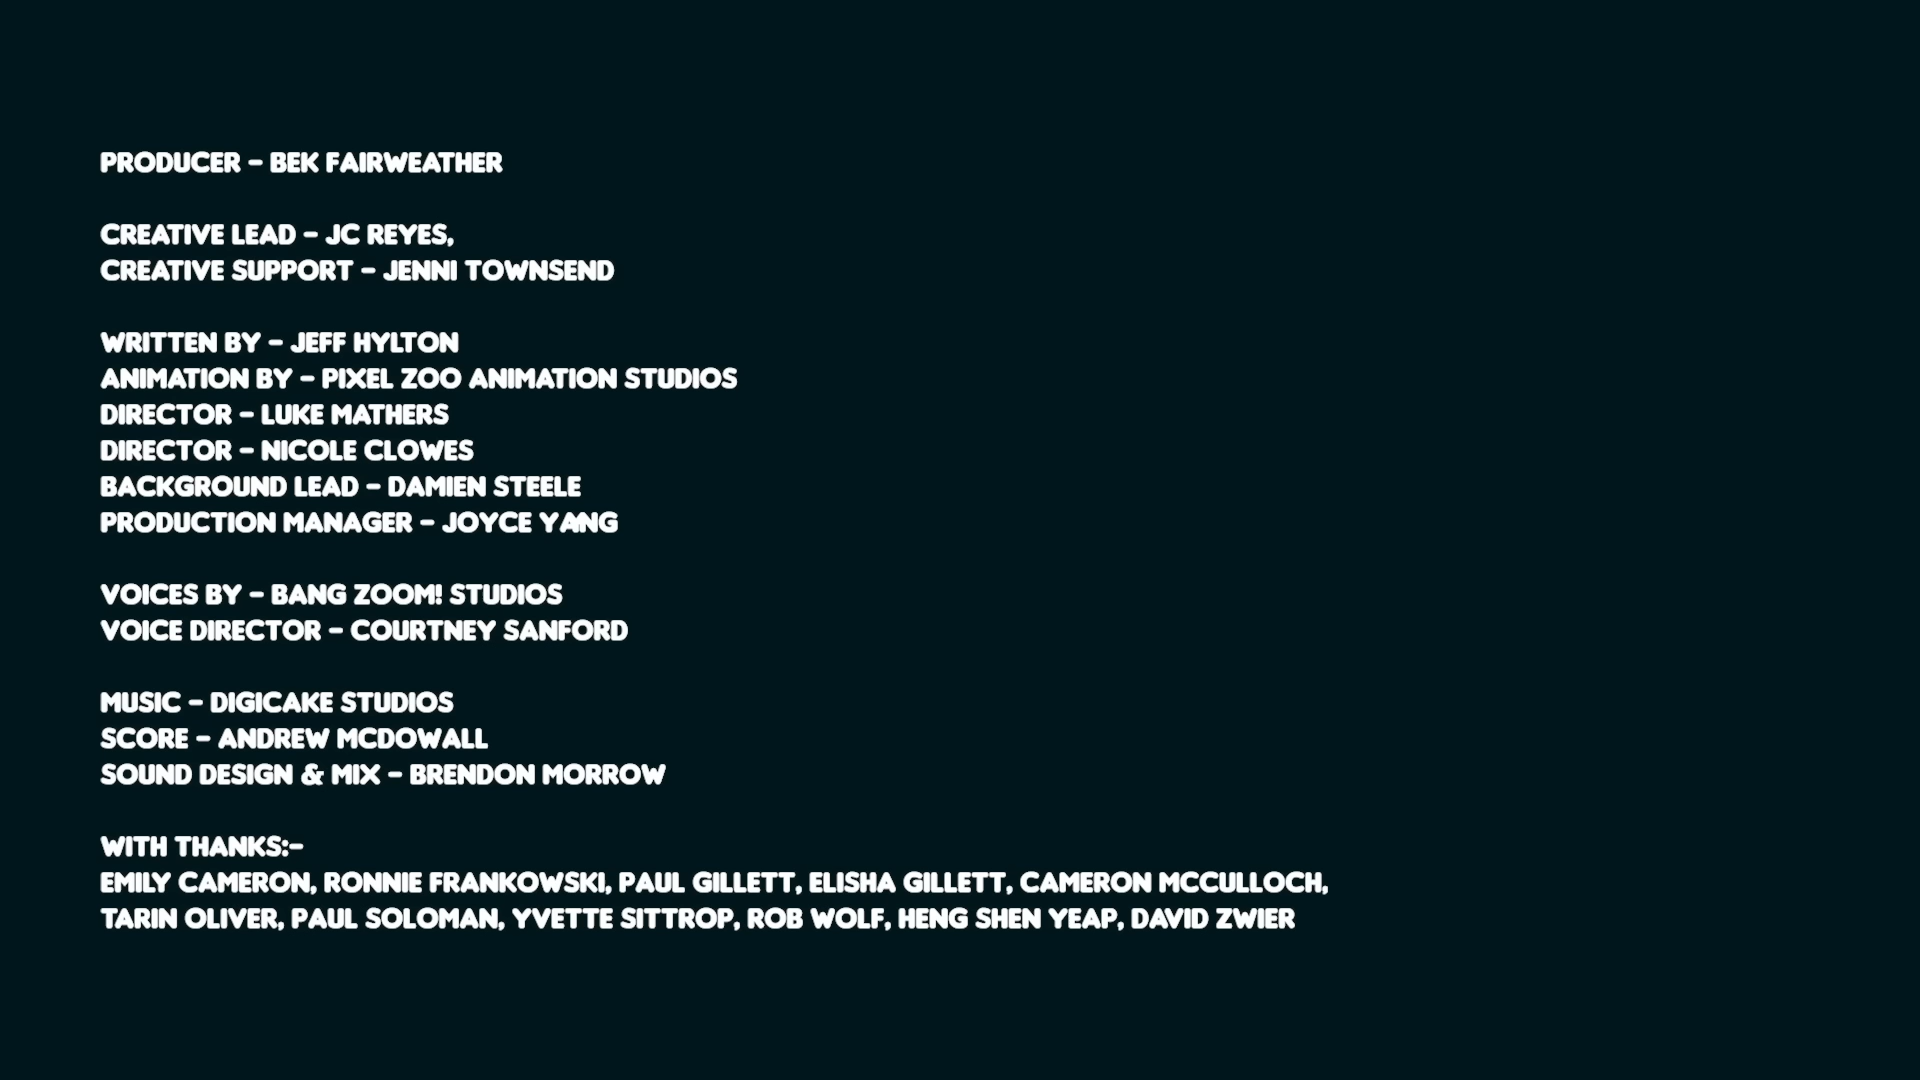 PRODUCER - BEK FAIRWEATHER
CREATIVE LEAD - JC REYES,
CREATIVE SUPPORT - JENNI TOWNSEND
WRITTEN BY - JEFF HYLTON
ANIMATION BY - PIXEL ZOO ANIMATION STUDIOS
DIRECTOR - LUKE MATHERS
DIRECTOR - NICOLE CLOWES
BACKGROUND LEAD - DAMIEN STEELE
PRODUCTION MANAGER - JOYCE YANG
VOICES BY - BANG ZOOM! STUDIOS
VOICE DIRECTOR - COURTNEY SANFORD
MUSIC - DIGICAKE STUDIOS
SCORE - ANDREW MCDOWALL
SOUND DESIGN & MIX - BRENDON MORROW
WITH THANKS:-
EMILY CAMERON, RONNIE FRANKOWSKI, PAUL GILLETT, ELISHA GILLETT, CAMERON MCCULLOCH,
TARIN OLIVER, PAUL SOLOMAN, YVETTE SITTROP, ROB WOLF, HENG SHEN YEAP, DAVID ZWIER